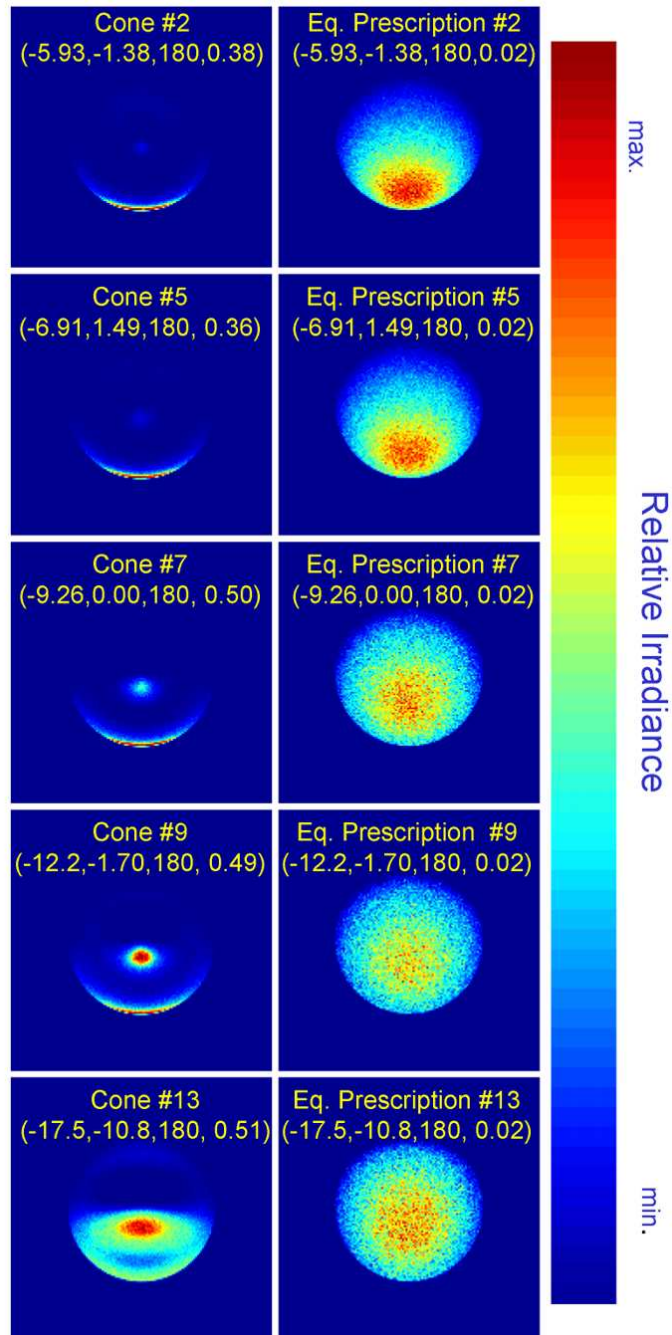 Cone #2
(-5.93,-1.38,180,0.38)
Eq. Prescription #2
(-5.93,-1.38,180,0.02)
Cone #5
(-6.91,1.49,180, 0.36)
Eq. Prescription #5
(-6.91,1.49,180, 0.02)
Cone #7
(-9.26,0.00,180, 0.50)
Eq. Prescription #7
(-9.26,0.00,180, 0.02)
Cone #9
(-12.2,-1.70,180, 0.49)
Eq. Prescription #9
(-12.2,-1.70,180, 0.02)
Cone #13
(-17.5,-10.8,180, 0.51)
Eq. Prescription #13
(-17.5,-10.8,180, 0.02)
max.
Relative Irradiance
min.